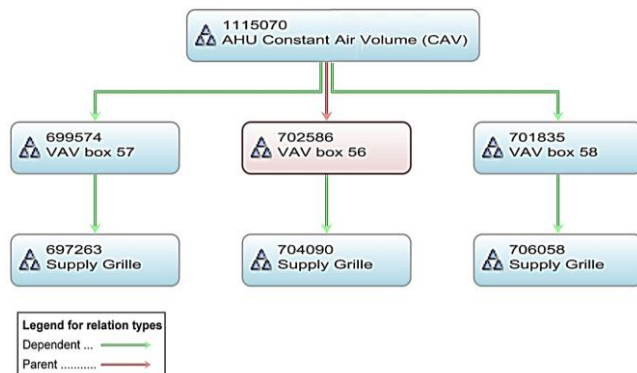 1115070
AHU Constant Air Volume (CAV)
699574
VAV box 57
702586
VAV box 56
701835
VAV box 58
697263
Supply Grille
704090
Supply Grille
706058
Supply Grille
Legend for relation types
Dependent ...
Parent ...........